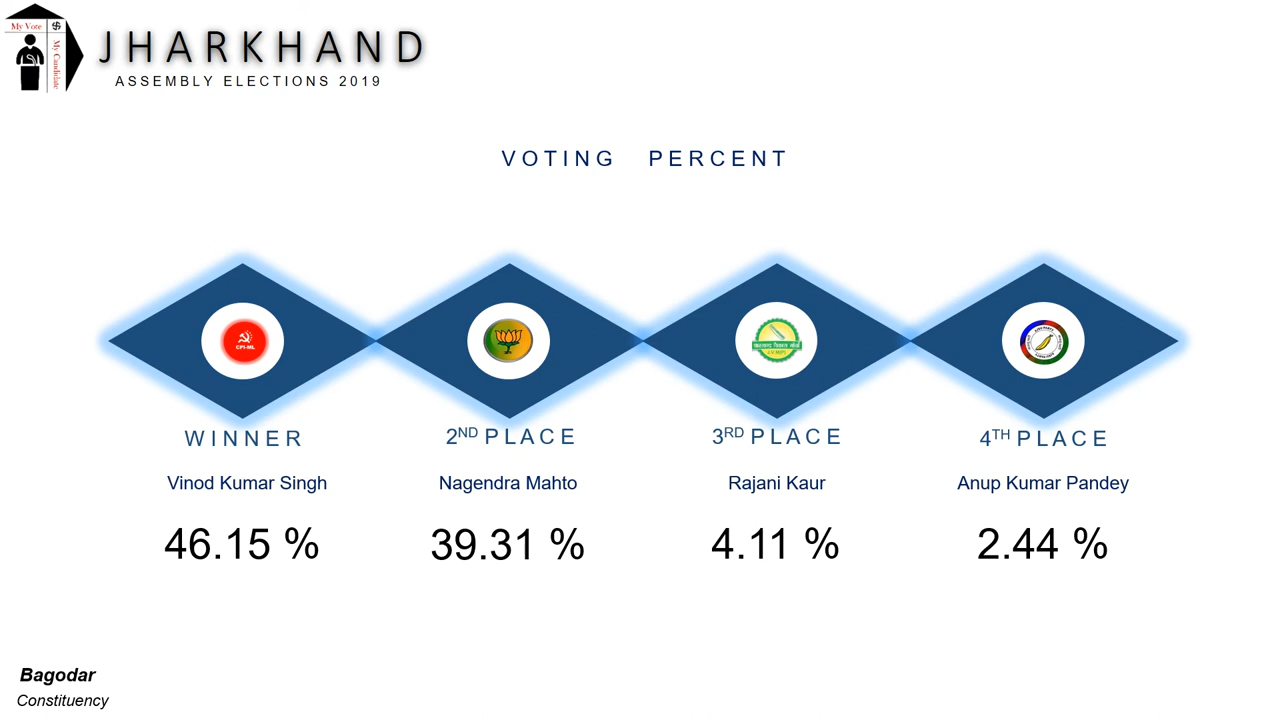 My Vote
My Candidate
JHARKHAND
ASSEMBLY ELECTIONS 2019
VOTING PERCENT
CPI-ML
WINNER
2ND PLACE
3RD PLACE
4TH PLACE
Vinod Kumar Singh
Nagendra Mahto
Rajani Kaur
Anup Kumar Pandey
46.15 %
39.31 %
4.11 %
2.44 %
Bagodar
Constituency